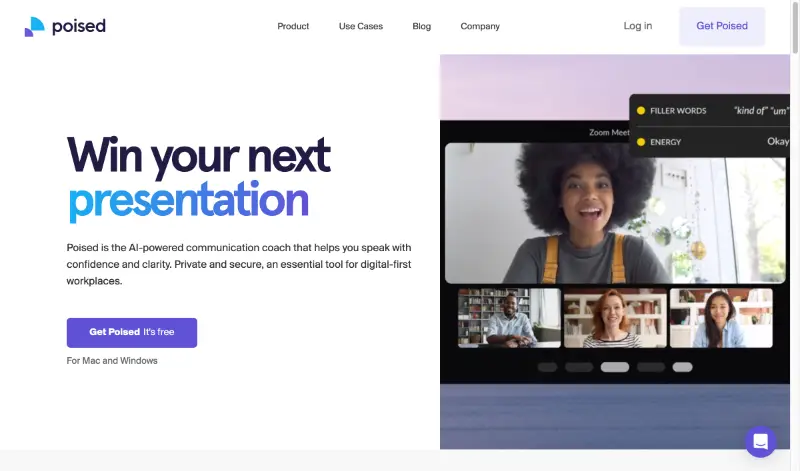 poised
Product
Use Cases
Blog
Company
Log in
Get Poised
Win your next
presentation
Poised is the AI-powered communication coach that helps you speak with
confidence and clarity. Private and secure, an essential tool for digital-first
workplaces.
Get Poised It's free
For Mac and Windows
FILLER WORDS "kind of" "um"
ENERGY Okay
Zoom Meet